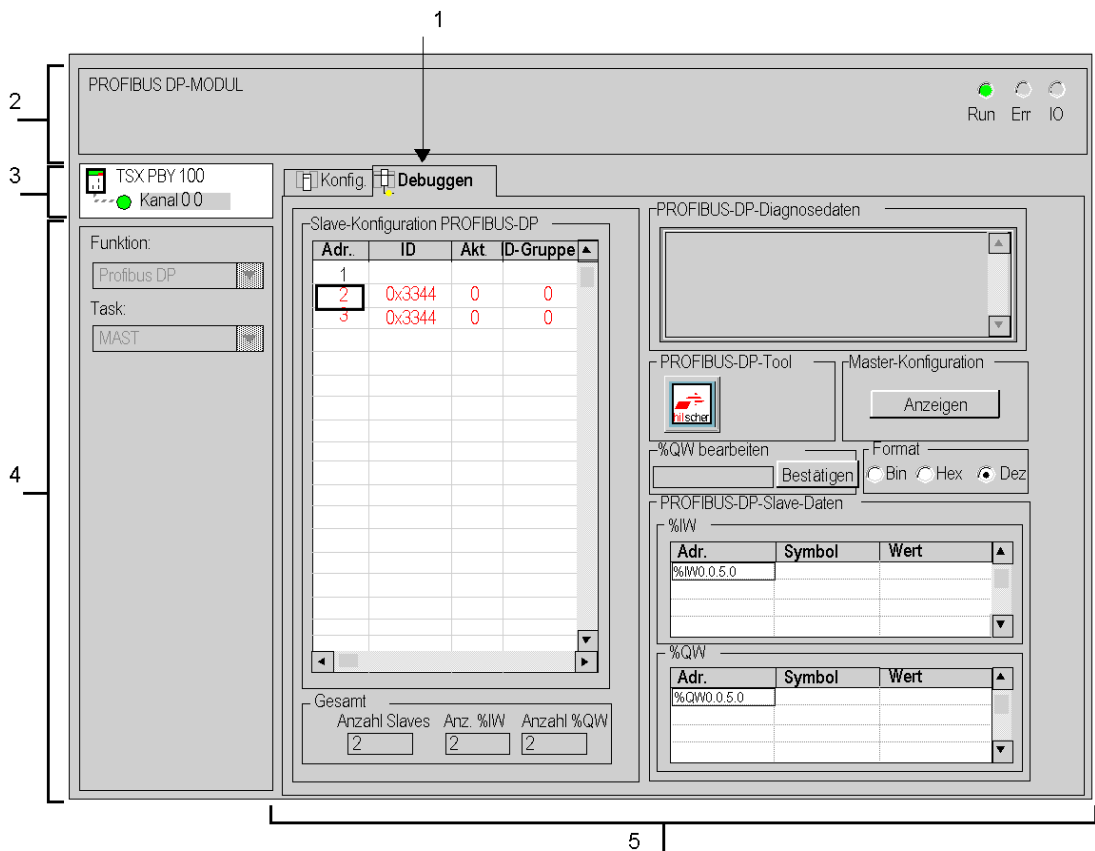 1
2
PROFIBUS DP-MODUL
Run Err IO
3
TSX PBY 100
Kanal 0 0
Konfig. Debuggen
4
Funktion:
Profibus DP
Task:
MAST
Slave-Konfiguration PROFIBUS-DP
Adr.. ID Akt. ID-Gruppe
1
2 0x3344 0 0
3 0x3344 0 0
Gesamt
Anzahl Slaves Anz. %IW Anzahl %QW
2 2 2
PROFIBUS-DP-Diagnosedaten
PROFIBUS-DP-Tool
hilscher
Master-Konfiguration
Anzeigen
%QW bearbeiten
Bestätigen
Format
Bin Hex Dez
PROFIBUS-DP-Slave-Daten
%IW
Adr. Symbol Wert
%IW0.0.5.0
%QW
Adr. Symbol Wert
%QW0.0.5.0
5